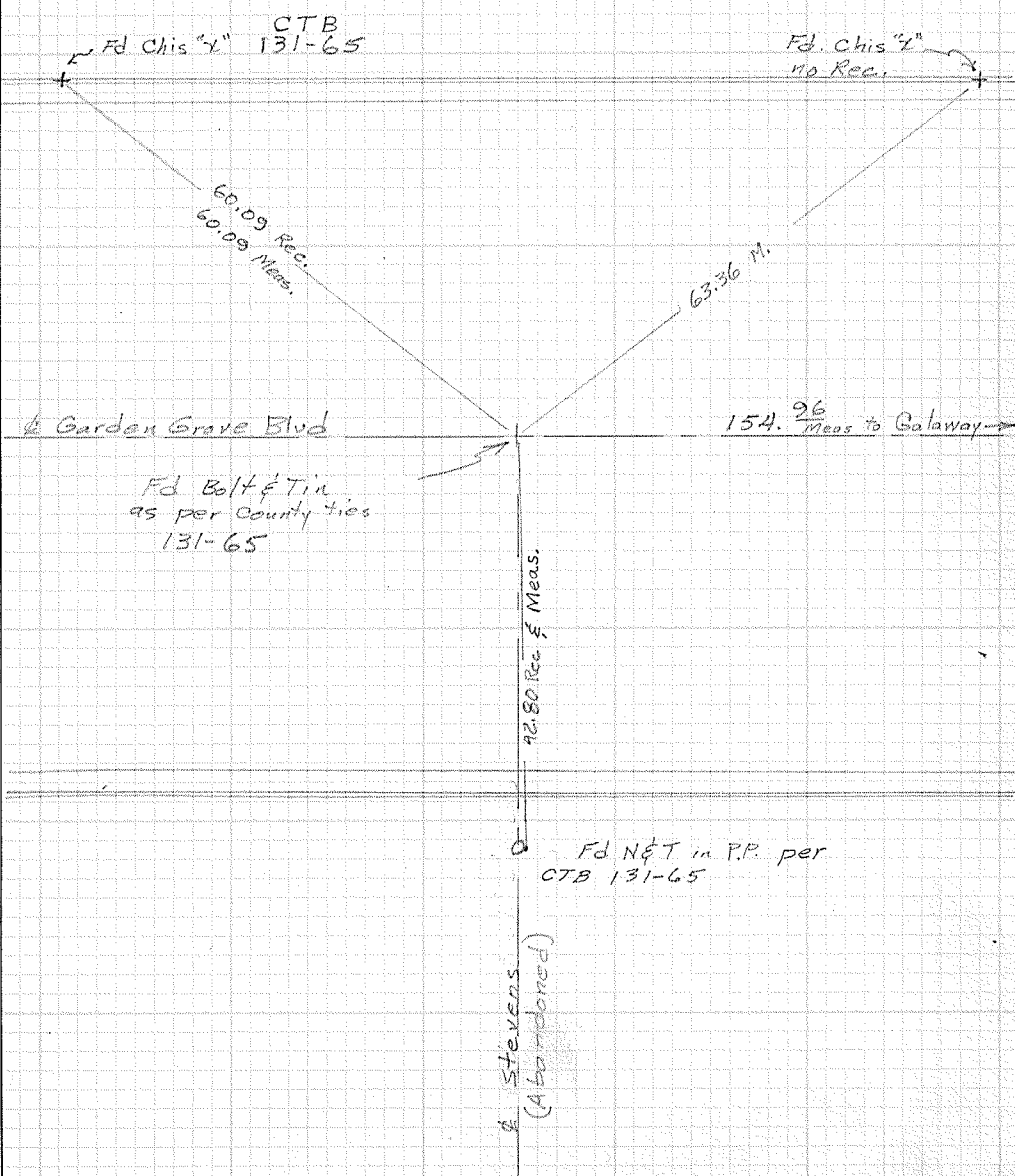 CTB
Fd Chis "x" 131-65
Fd. Chis "x"
no Rec.
60.09 Rec.
60.09 Meas.
63.36 M.
℄ Garden Grove Blvd
154.96 Meas to Galaway
Fd Bolt & Tin
as per County ties
131-65
42.80 Rec & Meas.
Fd N&T in P.P. per
CTB 131-65
℄ Stevens
(Abandoned)